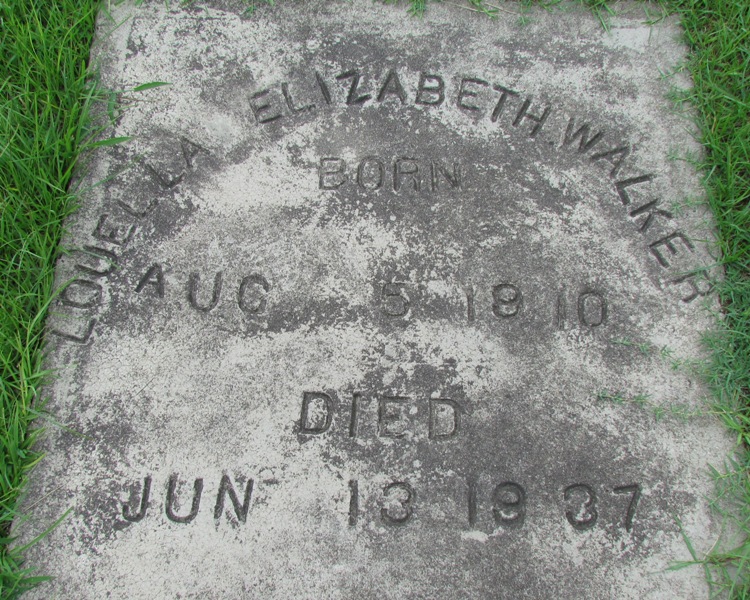 LOUELLA ELIZABETH. WALKER
BORN
AUG 5 1910
DIED
JUN 13 1937